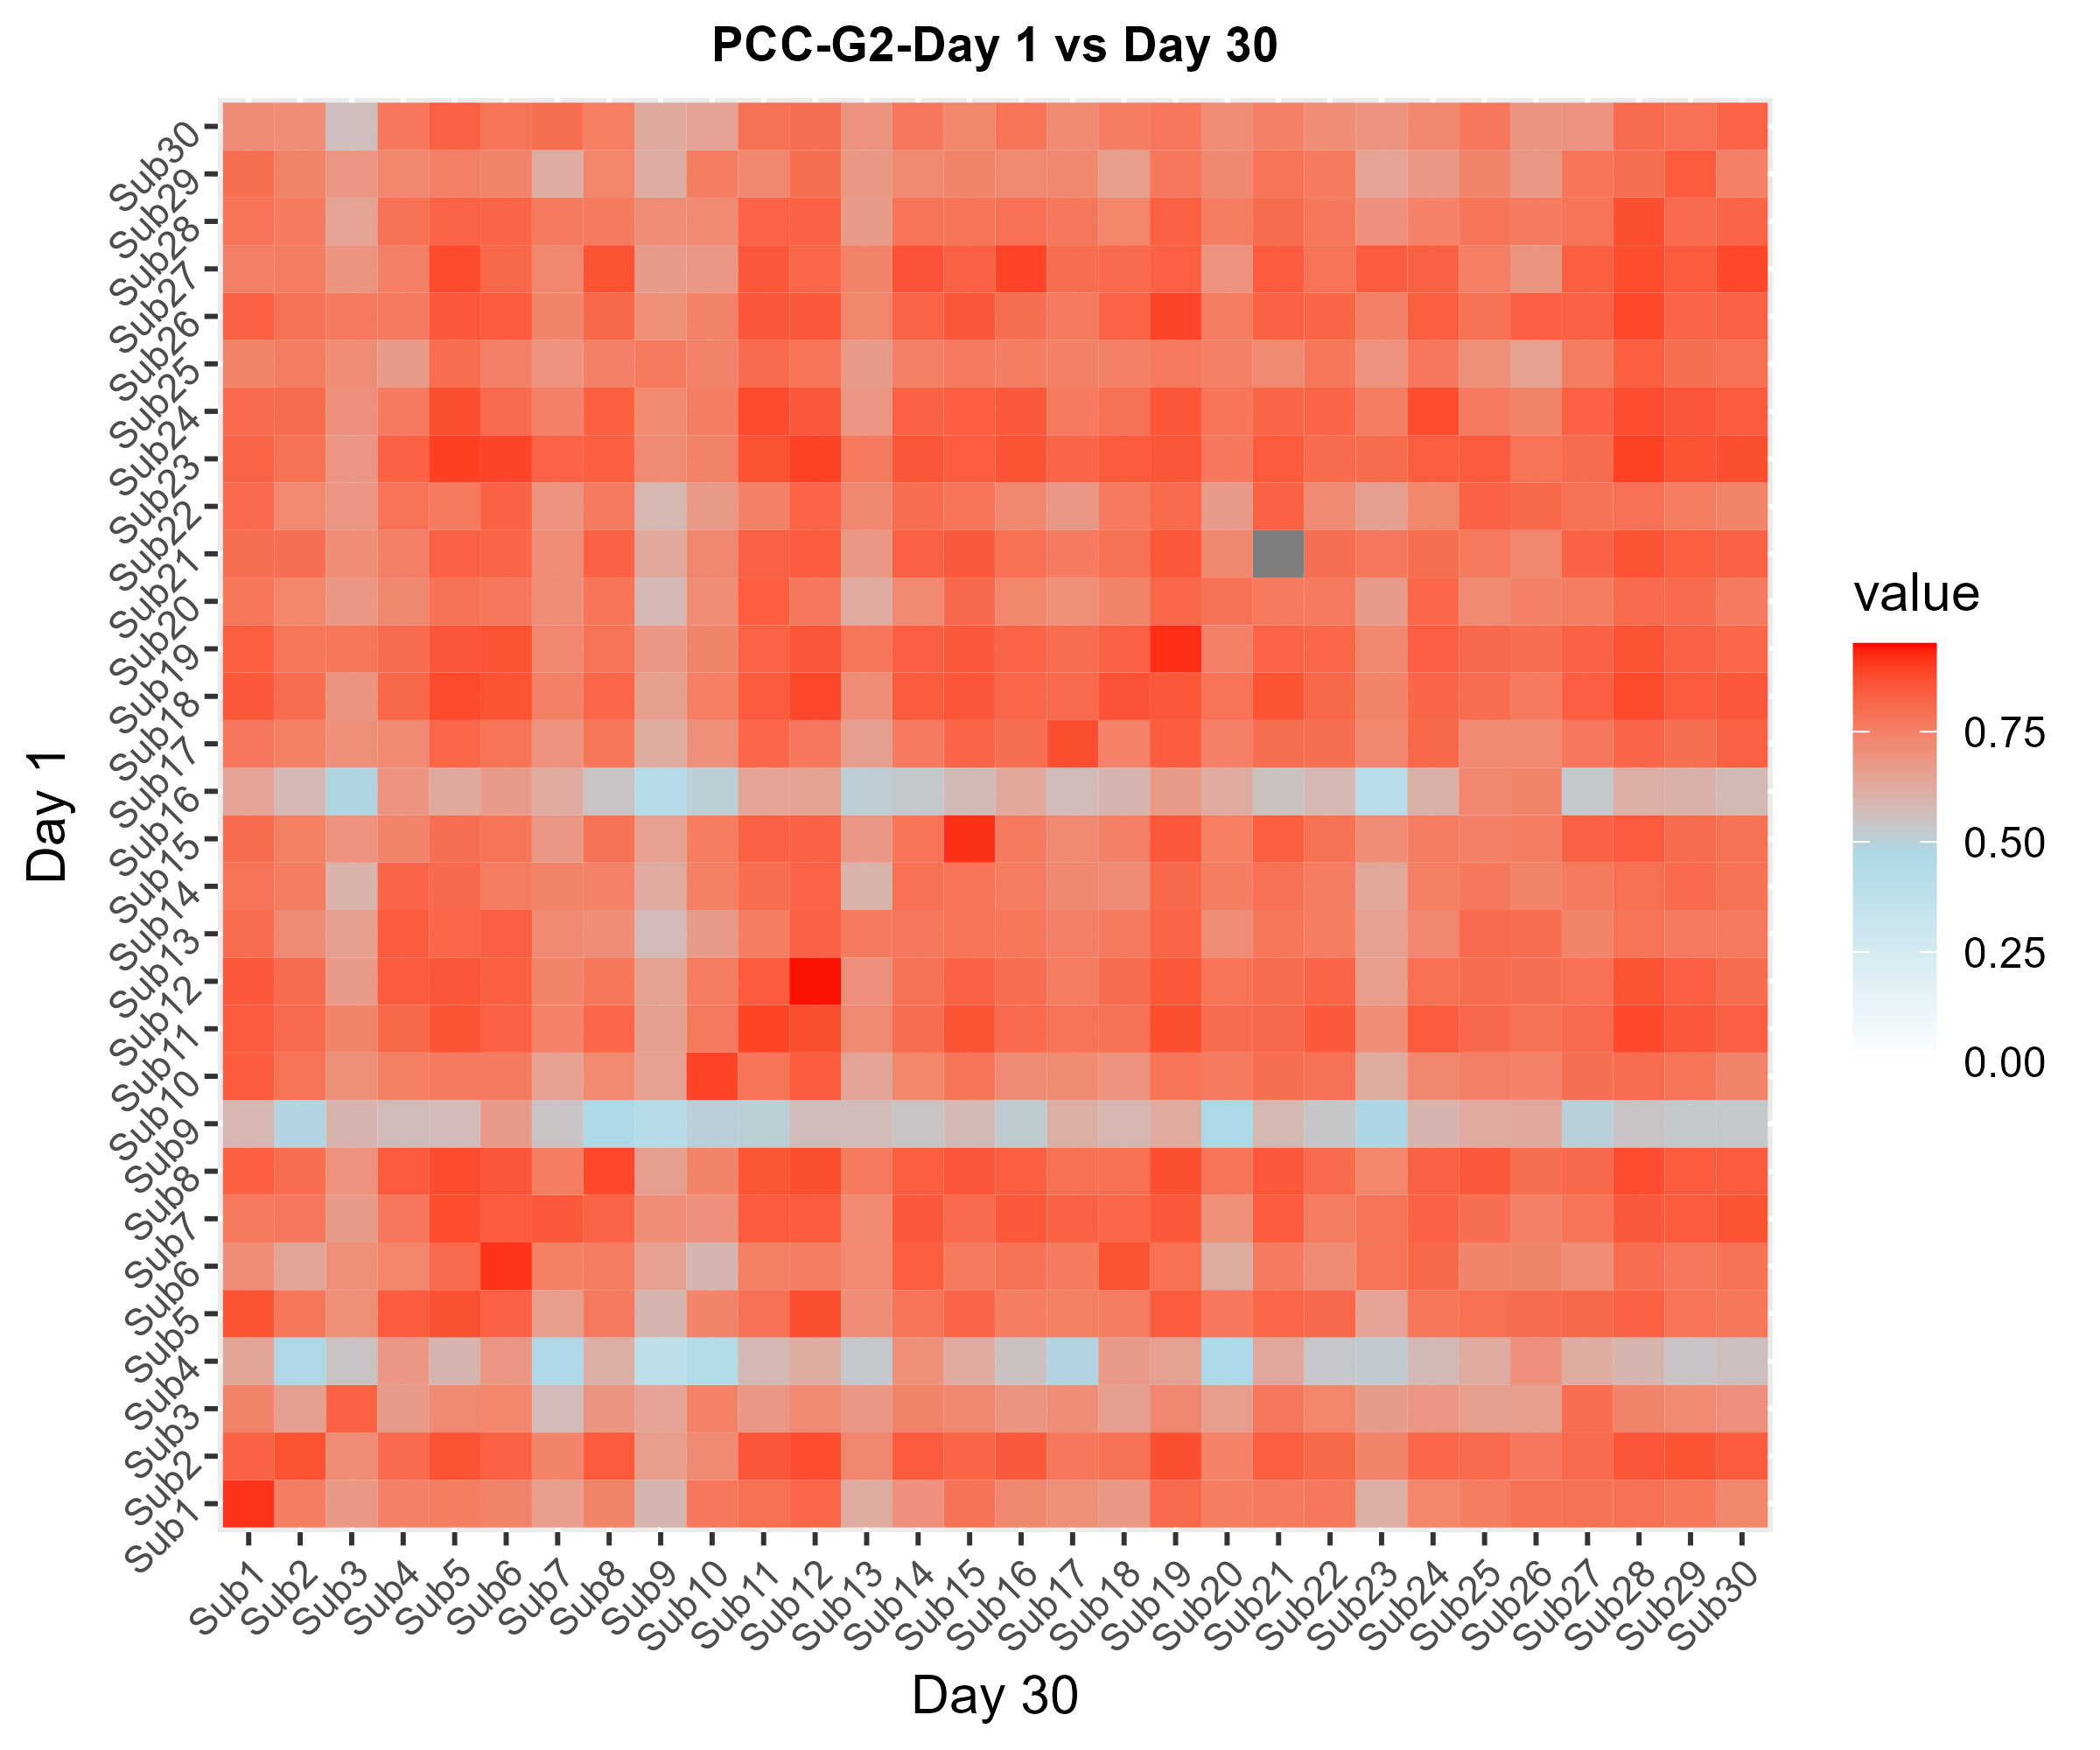 PCC-G2-Day 1 vs Day 30
Sub30
Sub29
Sub28
Sub27
Sub26
Sub25
Sub24
Sub23
Sub22
Sub21
Sub20
Sub19
Sub18
Sub17
Sub16
Sub15
Sub14
Sub13
Sub12
Sub11
Sub10
Sub9
Sub8
Sub7
Sub6
Sub5
Sub4
Sub3
Sub2
Sub1
Day 1
Sub1 Sub2 Sub3 Sub4 Sub5 Sub6 Sub7 Sub8 Sub9 Sub10 Sub11 Sub12 Sub13 Sub14 Sub15 Sub16 Sub17 Sub18 Sub19 Sub20 Sub21 Sub22 Sub23 Sub24 Sub25 Sub26 Sub27 Sub28 Sub29 Sub30
Day 30
value
0.75
0.50
0.25
0.00